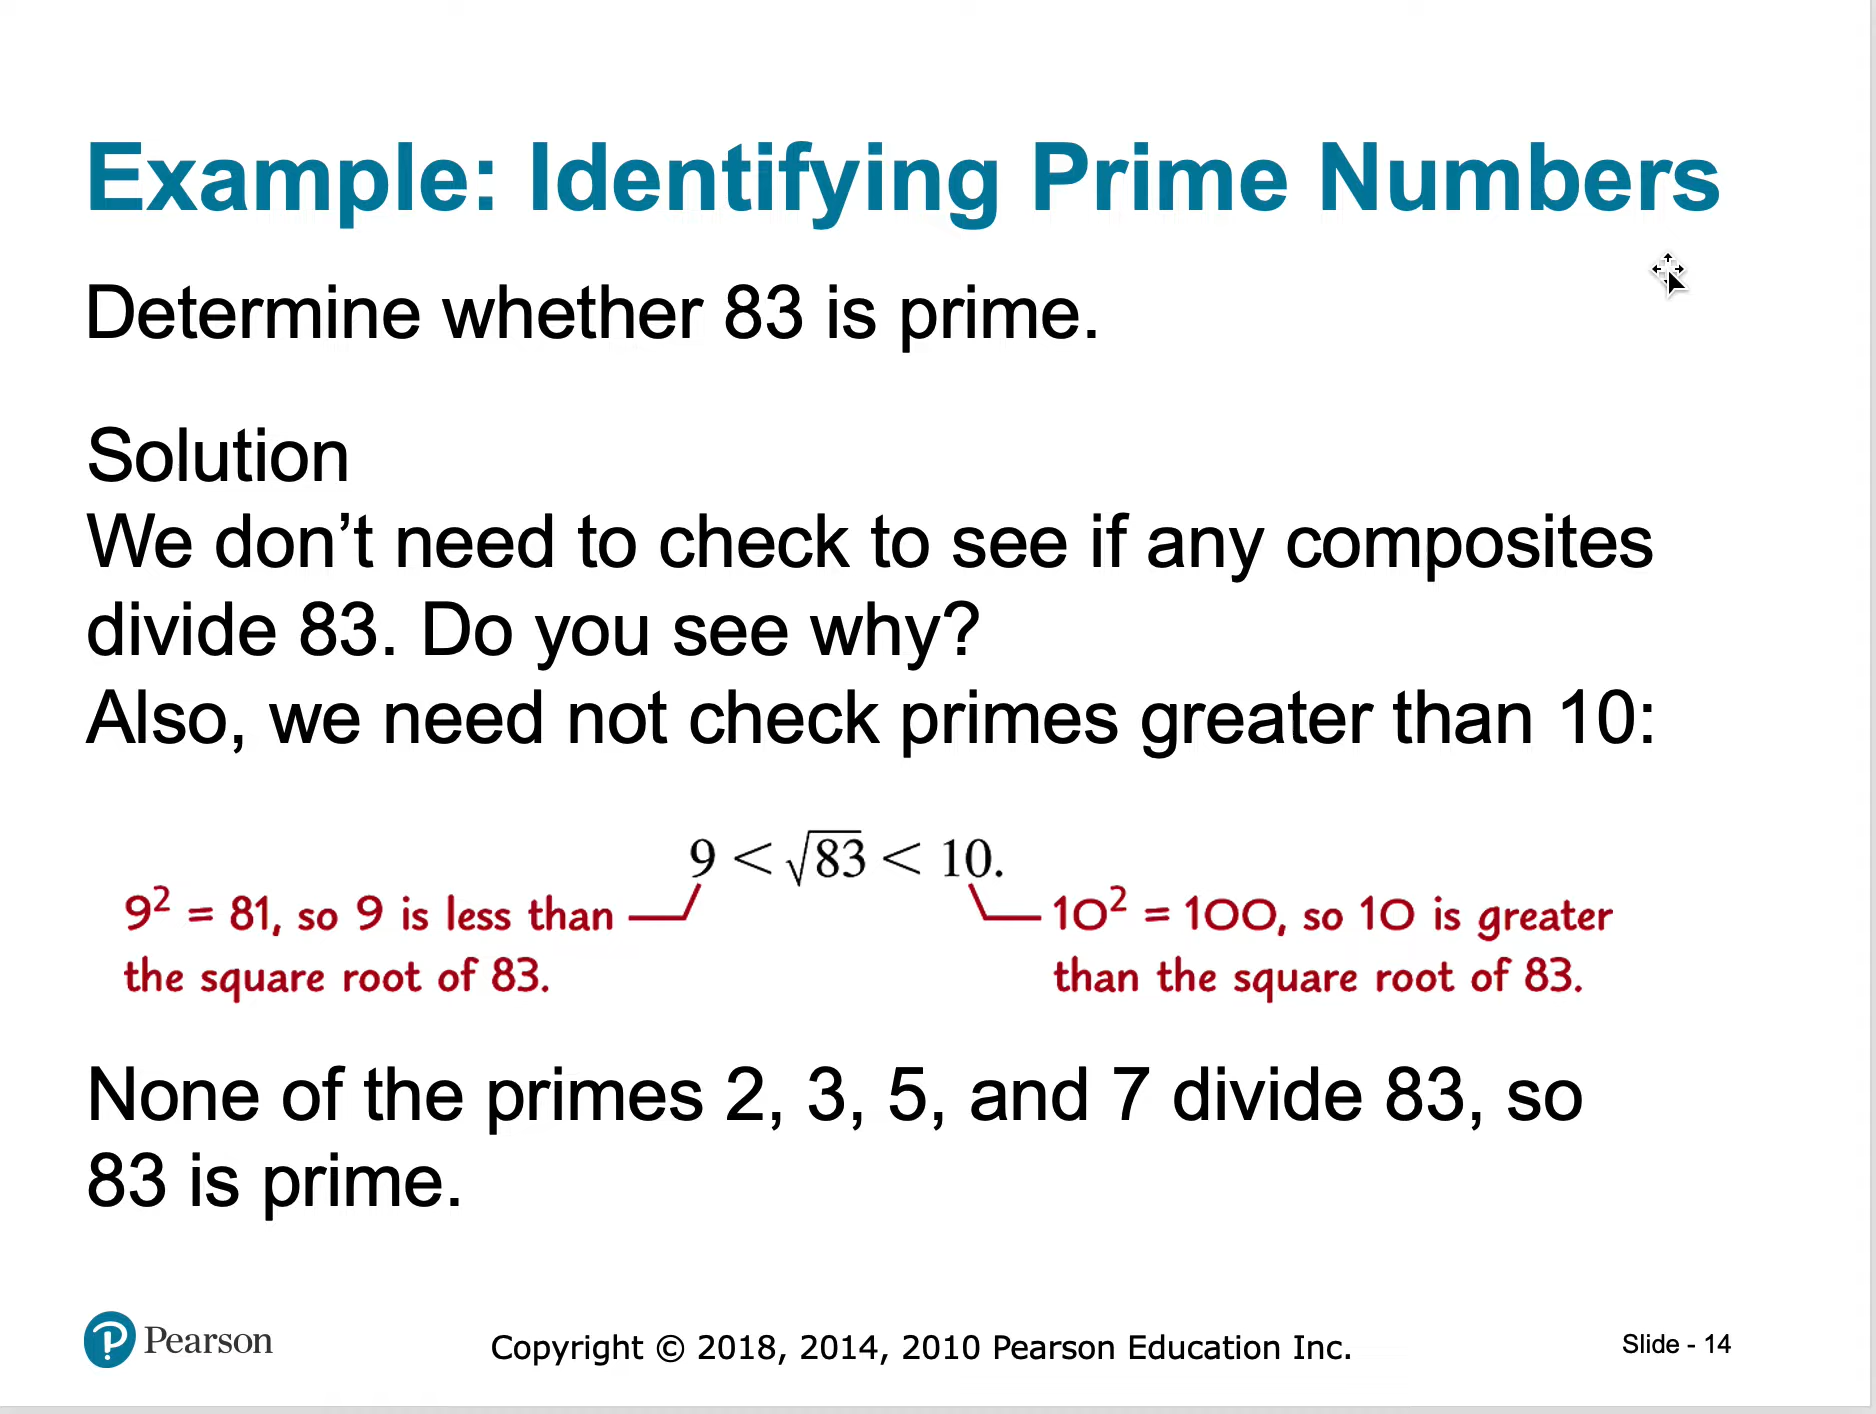 Example: Identifying Prime Numbers
Determine whether 83 is prime.
Solution
We don’t need to check to see if any composites
divide 83. Do you see why?
Also, we need not check primes greater than 10:
9 < √83 < 10.
9² = 81, so 9 is less than
the square root of 83.
10² = 100, so 10 is greater
than the square root of 83.
None of the primes 2, 3, 5, and 7 divide 83, so
83 is prime.
Pearson
Copyright © 2018, 2014, 2010 Pearson Education Inc.
Slide - 14